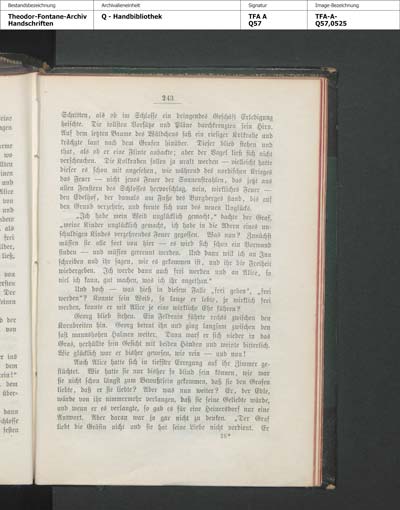 Bestandsbezeichnung
Archivalieneinheit
Signatur
Image-Bezeichnung
Theodor-Fontane-Archiv
Handschriften
Q - Handbibliothek
TFA A
Q57
TFA-A-
Q57,0525
243
Schritten, als ob im Schlosse ein dringendes Geschäft Erledigung
heischte. Die tollsten Vorsätze und Pläne durchkreuzten sein Hirn.
Auf dem letzten Baume des Wäldchens saß ein riesiger Kolkrabe und
krächzte laut nach dem Grafen hinüber. Dieser blieb stehen und
that, als ob er eine Flinte anbacke; aber der Vogel ließ sich nicht
verscheuchen. Die Kolkraben sollen ja uralt werden — vielleicht hatte
dieser es schon mit angesehen, wie während des nordischen Krieges
das Feuer — nicht jenes Feuer der Sonnenstrahlen, das jetzt aus
allen Fenstern des Schlosses hervorschlug, nein, wirkliches Feuer —
den Edelhof, der damals am Fuße des Burgberges stand, bis auf
den Grund verzehrte, und freute sich nun des neuen Unglücks.
„Ich habe mein Weib unglücklich gemacht," dachte der Graf,
„meine Kinder unglücklich gemacht, ich habe in die Adern eines un-
schuldigen Kindes verzehrendes Feuer gegossen. Was nun? Zunächst
müssen sie alle fort von hier — es wird sich schon ein Vorwand
finden — und müssen getrennt werden. Und dann will ich an Jan
schreiben und ihr sagen, wie es gekommen ist, und ihr die Freiheit
wiedergeben. Ich werde dann auch frei werden und an Alice, so
viel ich kann, gut machen, was ich ihr angethan."
Und doch — was hieß in diesem Falle „frei geben", „frei
werden"? Konnte sein Weib, so lange er lebte, je wirklich frei
werden, konnte er mit Alice je eine wirkliche Ehe führen?
Georg blieb stehen. Ein Feldrain führte rechts zwischen den
Kornbreiten hin. Georg betrat ihn und ging langsam zwischen den
fast mannshohen Halmen weiter. Dann warf er sich nieder in das
Gras, verhüllte sein Gesicht mit beiden Händen und weinte bitterlich.
Wie glücklich war er bisher gewesen, wie rein — und nun!
Auch Alice hatte sich in tiefster Erregung auf ihr Zimmer ge-
flüchtet. Wie hatte sie nur bisher so blind sein können, wie war
sie nicht schon längst zum Bewußtsein gekommen, daß sie den Grafen
liebte, daß er sie liebte? Aber was nun weiter? Er, der Edle,
würde von ihr nimmermehr verlangen, daß sie seine Geliebte würde,
und wenn er es verlangte, so gab es für eine Heinersdorf nur eine
Antwort. Aber daran war ja gar nicht zu denken. „Der Graf
liebt die Gräfin nicht und sie hat seine Liebe nicht verdient. Er
16*